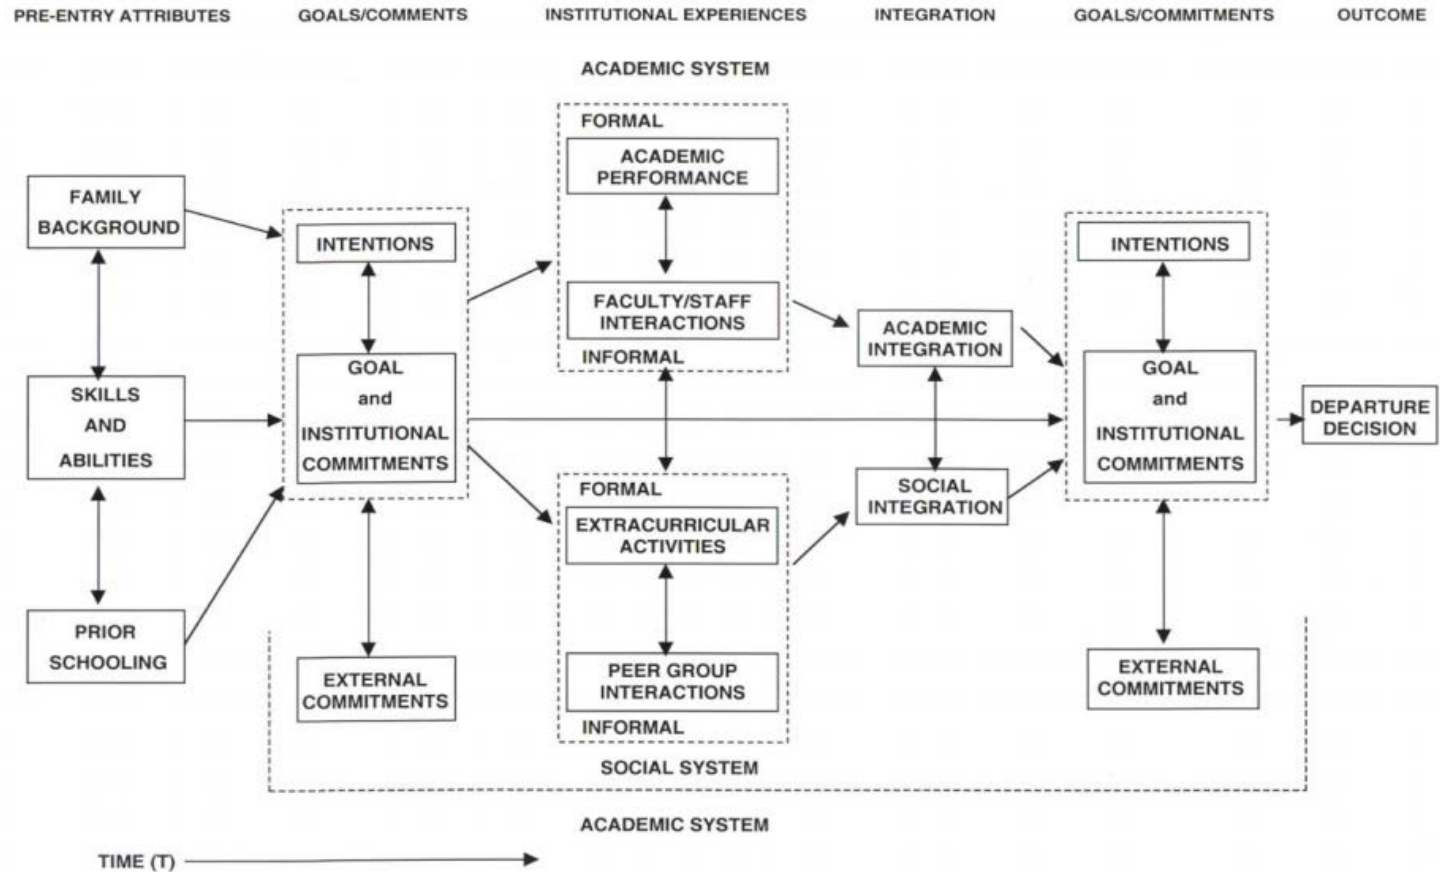 PRE-ENTRY ATTRIBUTES
GOALS/COMMENTS
INSTITUTIONAL EXPERIENCES
INTEGRATION
GOALS/COMMITMENTS
OUTCOME
ACADEMIC SYSTEM
FAMILY
BACKGROUND
SKILLS
AND
ABILITIES
PRIOR
SCHOOLING
INTENTIONS
GOAL
and
INSTITUTIONAL
COMMITMENTS
EXTERNAL
COMMITMENTS
FORMAL
ACADEMIC
PERFORMANCE
FACULTY/STAFF
INTERACTIONS
INFORMAL
FORMAL
EXTRACURRICULAR
ACTIVITIES
PEER GROUP
INTERACTIONS
INFORMAL
SOCIAL SYSTEM
ACADEMIC
INTEGRATION
SOCIAL
INTEGRATION
INTENTIONS
GOAL
and
INSTITUTIONAL
COMMITMENTS
EXTERNAL
COMMITMENTS
DEPARTURE
DECISION
ACADEMIC SYSTEM
TIME (T)